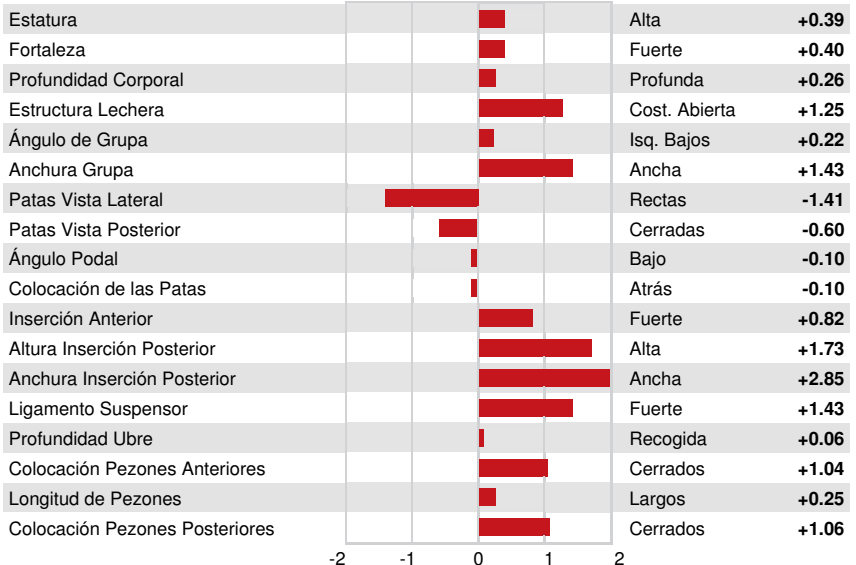 Estatura Alta +0.39
Fortaleza Fuerte +0.40
Profundidad Corporal Profunda +0.26
Estructura Lechera Cost. Abierta +1.25
Ángulo de Grupa Isq. Bajos +0.22
Anchura Grupa Ancha +1.43
Patas Vista Lateral Rectas -1.41
Patas Vista Posterior Cerradas -0.60
Ángulo Podal Bajo -0.10
Colocación de las Patas Atrás -0.10
Inserción Anterior Fuerte +0.82
Altura Inserción Posterior Alta +1.73
Anchura Inserción Posterior Ancha +2.85
Ligamento Suspensor Fuerte +1.43
Profundidad Ubre Recogida +0.06
Colocación Pezones Anteriores Cerrados +1.04
Longitud de Pezones Largos +0.25
Colocación Pezones Posteriores Cerrados +1.06
-2 -1 0 1 2